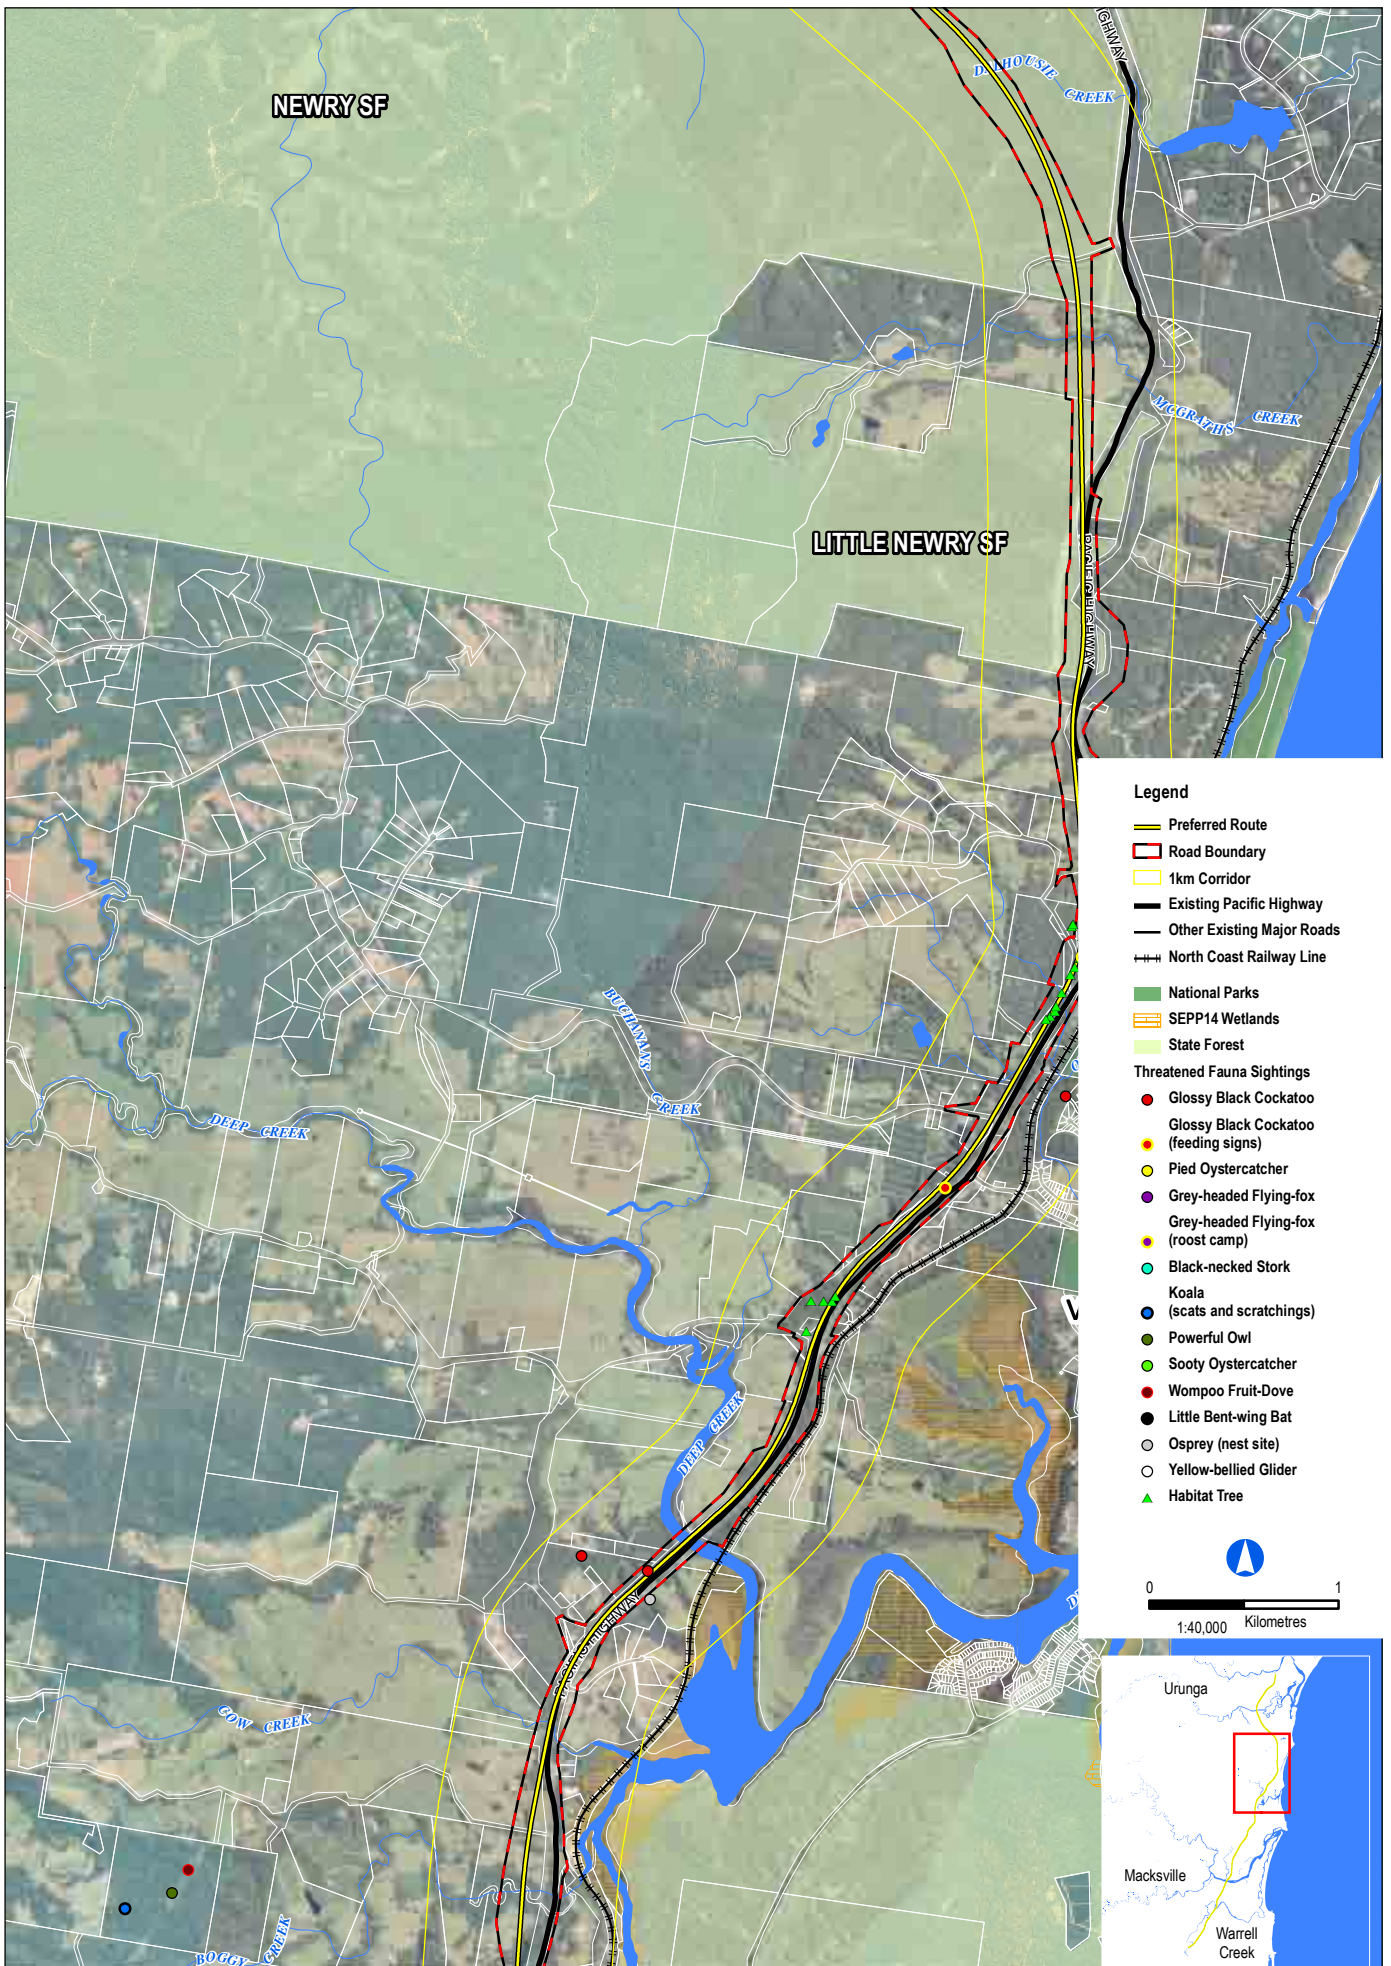 HIGHWAY
DALHOUSIE
CREEK
NEWRY SF
MCGRATHS CREEK
LITTLE NEWRY SF
PACIFIC HIGHWAY
BUCHANANS
CREEK
DEEP CREEK
DEEP CREEK
PACIFIC HIGHWAY
COW CREEK
BOGGY CREEK
V
Legend
Preferred Route
Road Boundary
1km Corridor
Existing Pacific Highway
Other Existing Major Roads
North Coast Railway Line
National Parks
SEPP14 Wetlands
State Forest
Threatened Fauna Sightings
Glossy Black Cockatoo
Glossy Black Cockatoo
(feeding signs)
Pied Oystercatcher
Grey-headed Flying-fox
Grey-headed Flying-fox
(roost camp)
Black-necked Stork
Koala
(scats and scratchings)
Powerful Owl
Sooty Oystercatcher
Wompoo Fruit-Dove
Little Bent-wing Bat
Osprey (nest site)
Yellow-bellied Glider
Habitat Tree
0 1
1:40,000 Kilometres
Urunga
Macksville
Warrell
Creek